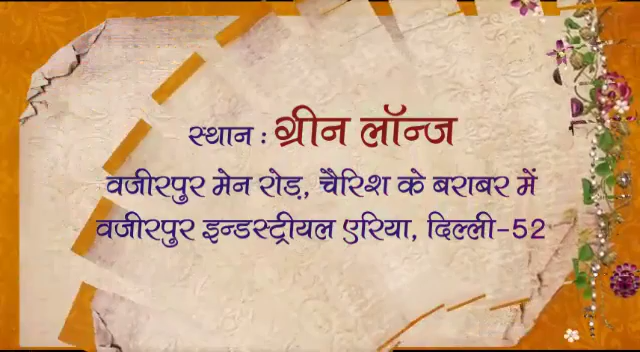 स्थान : ग्रीन लॉन्ज
वजीरपुर मेन रोड़, चैरिश के बराबर में
वजीरपुर इन्डस्ट्रीयल एरिया, दिल्ली-52